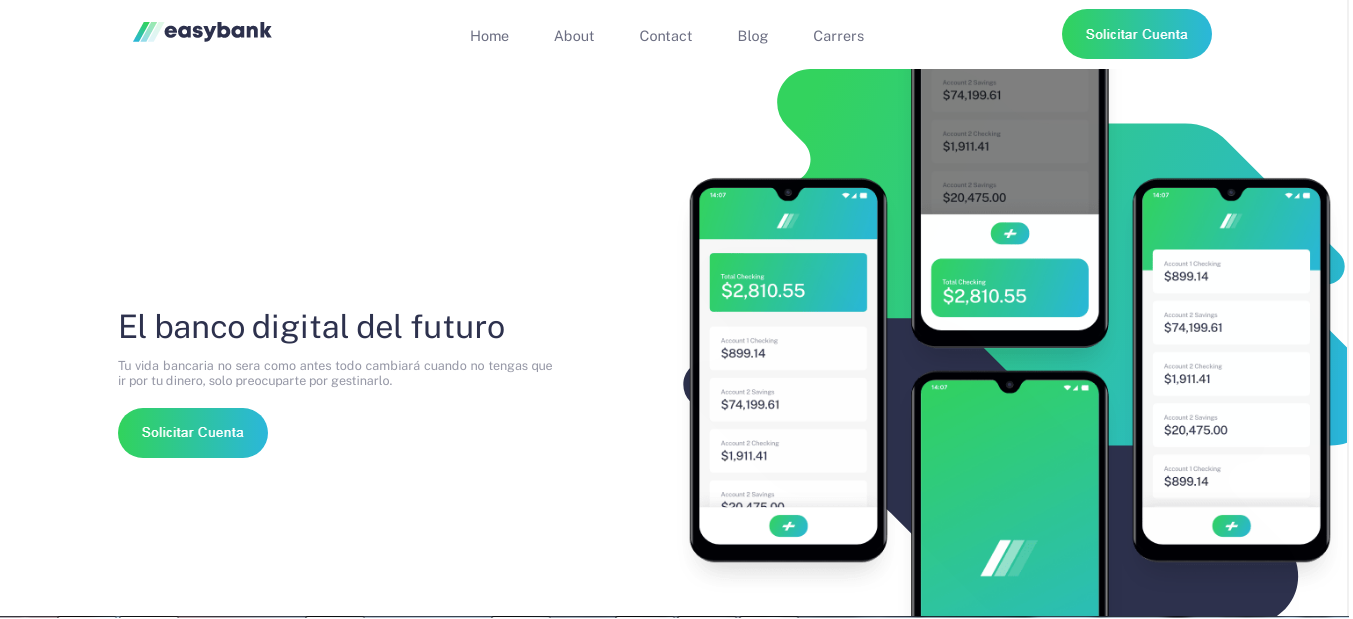 easybank
Home
About
Contact
Blog
Carrers
Solicitar Cuenta
El banco digital del futuro
Tu vida bancaria no sera como antes todo cambiará cuando no tengas que
ir por tu dinero, solo preocuparte por gestinarlo.
Solicitar Cuenta
14:07
Total Checking
$2,810.55
Account 1 Checking
$899.14
Account 2 Savings
$74,199.61
Account 2 Checking
$1,911.41
Account 2 Savings
$20,475.00
Account 2 Savings
$74,199.61
Account 2 Checking
$1,911.41
Account 2 Savings
$20,475.00
Total Checking
$2,810.55
14:07
14:07
Account 1 Checking
$899.14
Account 2 Savings
$74,199.61
Account 2 Checking
$1,911.41
Account 2 Savings
$20,475.00
Account 1 Checking
$899.14